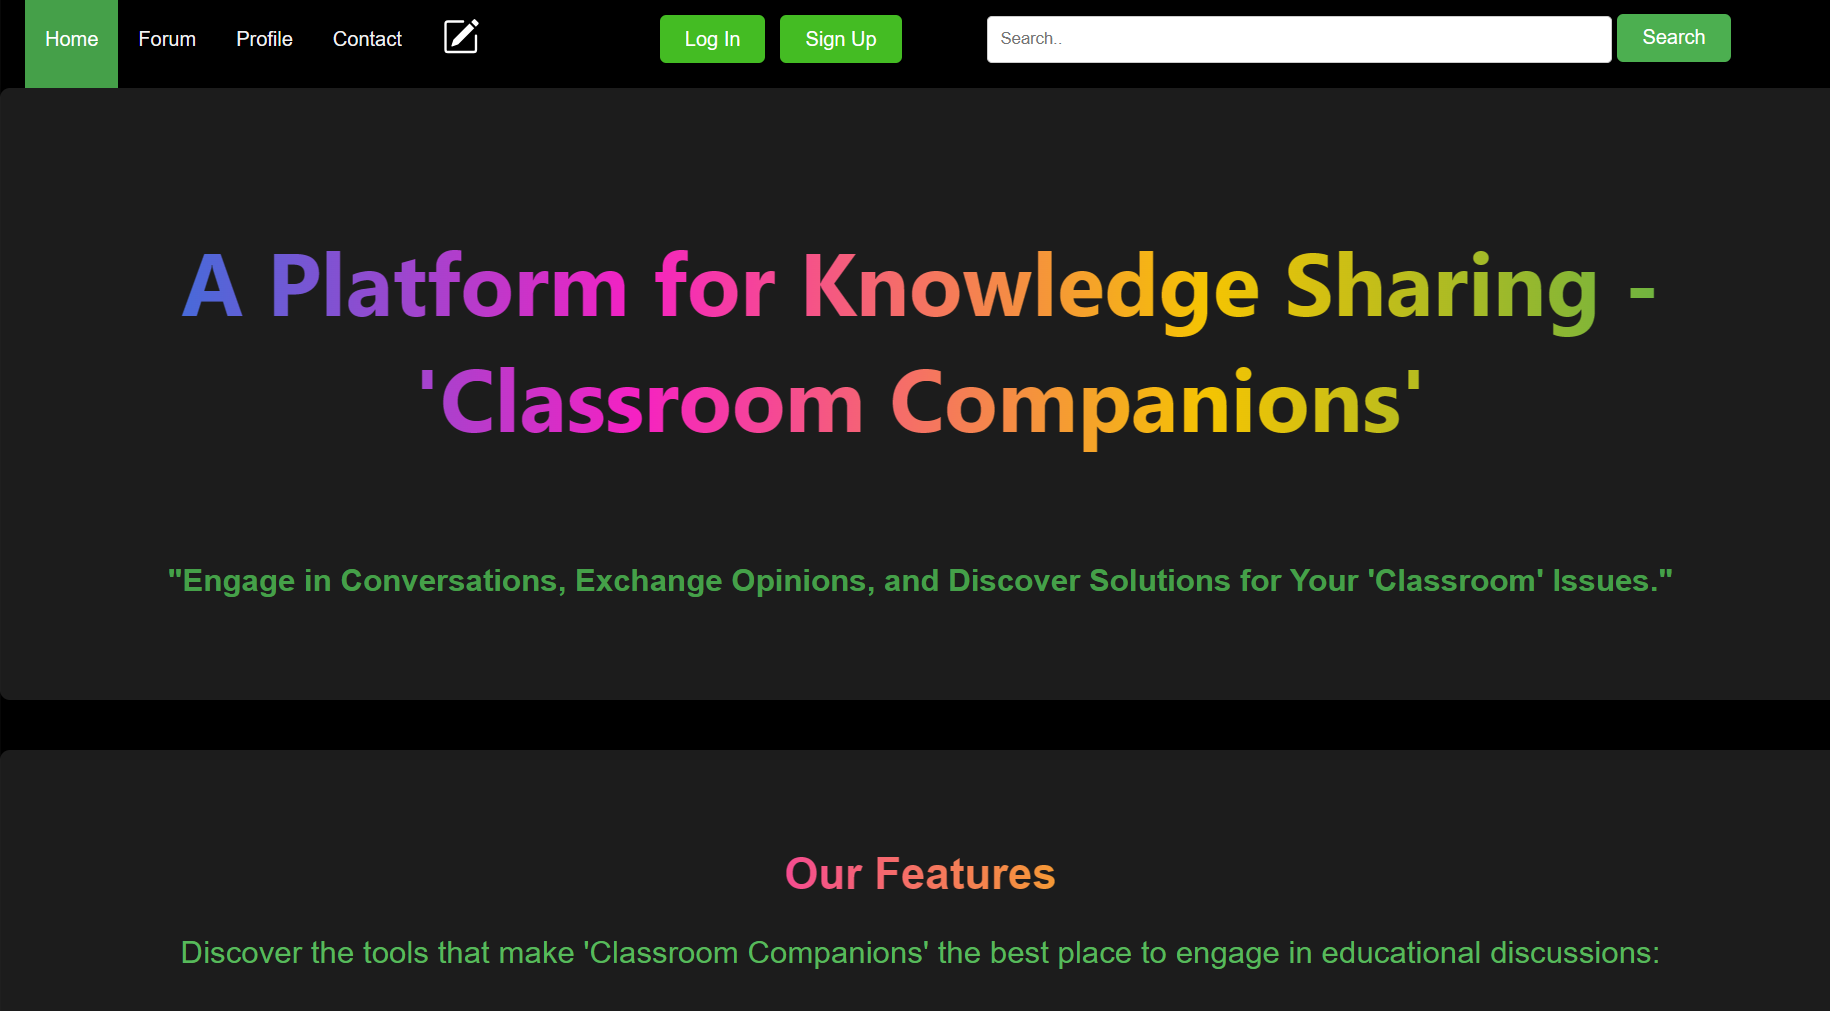 Home Forum Profile Contact Log In Sign Up Search.. Search
A Platform for Knowledge Sharing -
'Classroom Companions'
"Engage in Conversations, Exchange Opinions, and Discover Solutions for Your 'Classroom' Issues."
Our Features
Discover the tools that make 'Classroom Companions' the best place to engage in educational discussions: